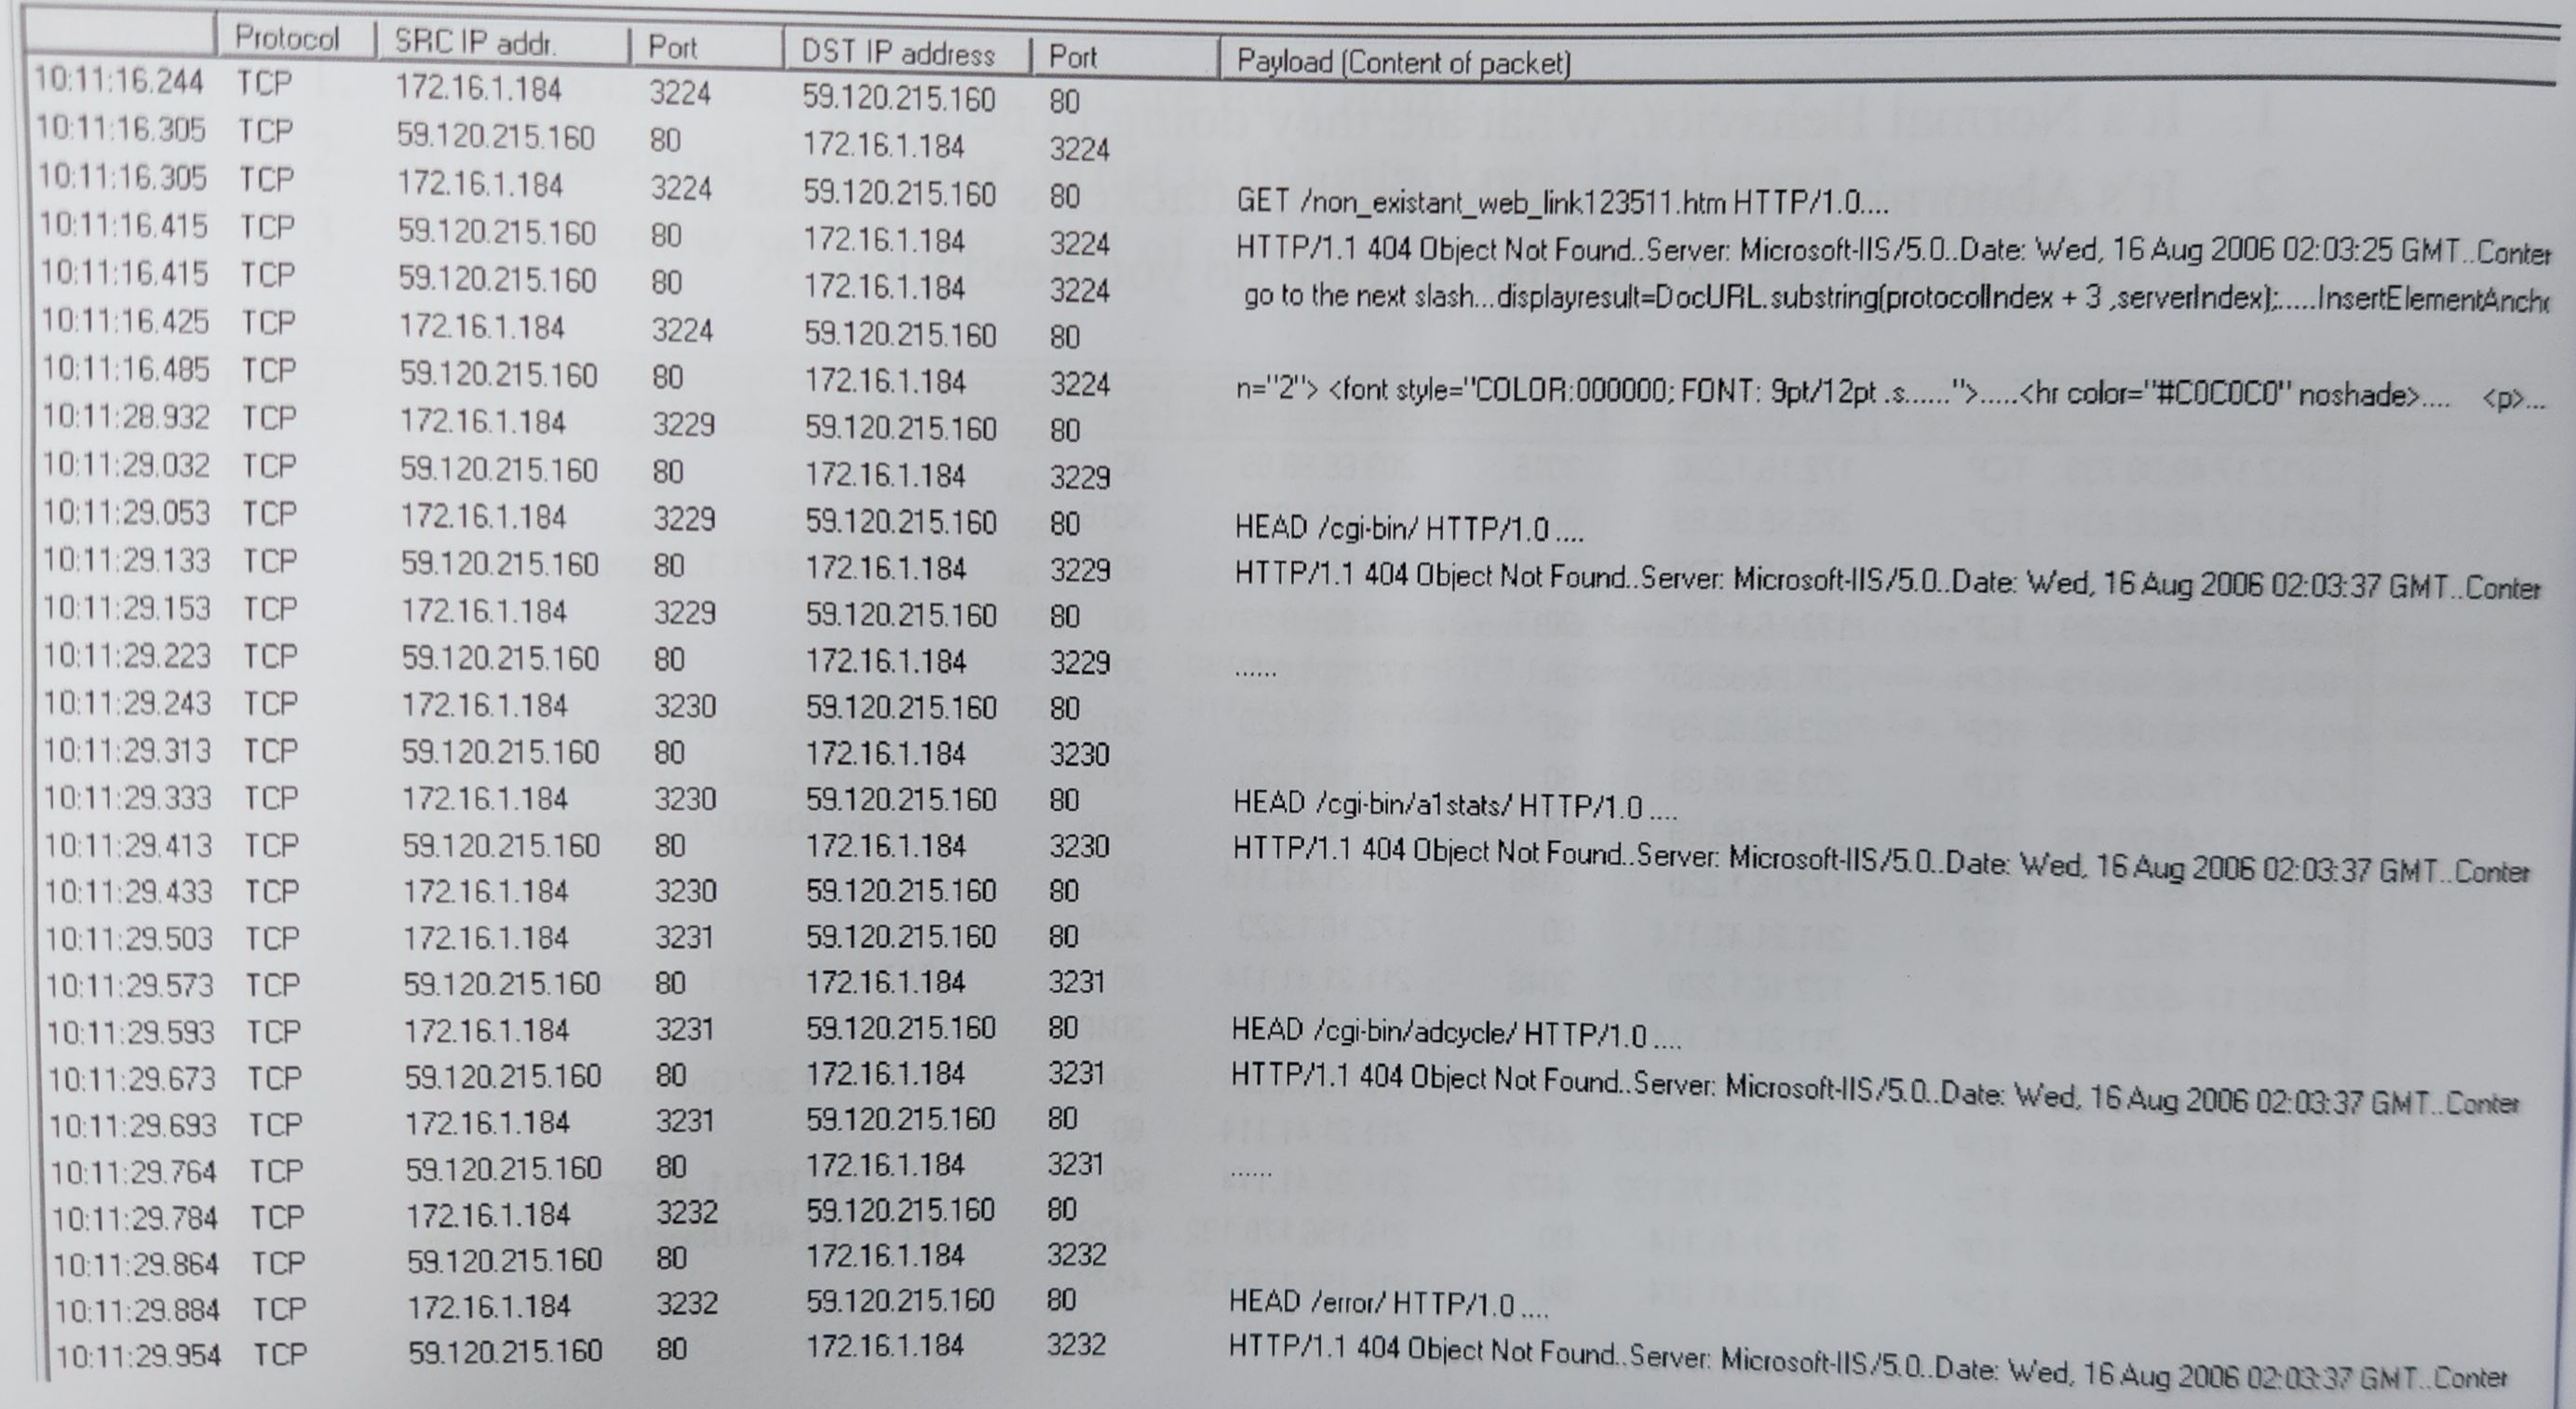 Protocol SRC IP addr. Port DST IP address Port Payload (Content of packet)
10:11:16.244 TCP 172.16.1.184 3224 59.120.215.160 80
10:11:16.305 TCP 59.120.215.160 80 172.16.1.184 3224
10:11:16.305 TCP 172.16.1.184 3224 59.120.215.160 80 GET /non_existant_web_link123511.htm HTTP/1.0....
10:11:16.415 TCP 59.120.215.160 80 172.16.1.184 3224 HTTP/1.1 404 Object Not Found..Server: Microsoft-IIS/5.0..Date: Wed, 16 Aug 2006 02:03:25 GMT..Conter
10:11:16.415 TCP 59.120.215.160 80 172.16.1.184 3224 go to the next slash...displayresult=DocURL.substring(protocolIndex + 3 ,serverIndex);.....InsertElementAnch
10:11:16.425 TCP 172.16.1.184 3224 59.120.215.160 80
10:11:16.485 TCP 59.120.215.160 80 172.16.1.184 3224 n="2"> <font style="COLOR:000000; FONT: 9pt/12pt .s......">.....<hr color="#C0C0C0" noshade>.... <p>...
10:11:28.932 TCP 172.16.1.184 3229 59.120.215.160 80
10:11:29.032 TCP 59.120.215.160 80 172.16.1.184 3229
10:11:29.053 TCP 172.16.1.184 3229 59.120.215.160 80 HEAD /cgi-bin/ HTTP/1.0....
10:11:29.133 TCP 59.120.215.160 80 172.16.1.184 3229 HTTP/1.1 404 Object Not Found..Server: Microsoft-IIS/5.0..Date: Wed, 16 Aug 2006 02:03:37 GMT..Conter
10:11:29.153 TCP 172.16.1.184 3229 59.120.215.160 80
10:11:29.223 TCP 59.120.215.160 80 172.16.1.184 3229 ......
10:11:29.243 TCP 172.16.1.184 3230 59.120.215.160 80
10:11:29.313 TCP 59.120.215.160 80 172.16.1.184 3230
10:11:29.333 TCP 172.16.1.184 3230 59.120.215.160 80 HEAD /cgi-bin/a1stats/ HTTP/1.0....
10:11:29.413 TCP 59.120.215.160 80 172.16.1.184 3230 HTTP/1.1 404 Object Not Found..Server: Microsoft-IIS/5.0..Date: Wed, 16 Aug 2006 02:03:37 GMT..Conter
10:11:29.433 TCP 172.16.1.184 3230 59.120.215.160 80
10:11:29.503 TCP 172.16.1.184 3231 59.120.215.160 80
10:11:29.573 TCP 59.120.215.160 80 172.16.1.184 3231
10:11:29.593 TCP 172.16.1.184 3231 59.120.215.160 80 HEAD /cgi-bin/adcycle/ HTTP/1.0....
10:11:29.673 TCP 59.120.215.160 80 172.16.1.184 3231 HTTP/1.1 404 Object Not Found..Server: Microsoft-IIS/5.0..Date: Wed, 16 Aug 2006 02:03:37 GMT..Conter
10:11:29.693 TCP 172.16.1.184 3231 59.120.215.160 80
10:11:29.764 TCP 59.120.215.160 80 172.16.1.184 3231 ......
10:11:29.784 TCP 172.16.1.184 3232 59.120.215.160 80
10:11:29.864 TCP 59.120.215.160 80 172.16.1.184 3232
10:11:29.884 TCP 172.16.1.184 3232 59.120.215.160 80 HEAD /error/ HTTP/1.0....
10:11:29.954 TCP 59.120.215.160 80 172.16.1.184 3232 HTTP/1.1 404 Object Not Found..Server: Microsoft-IIS/5.0..Date: Wed, 16 Aug 2006 02:03:37 GMT..Conter